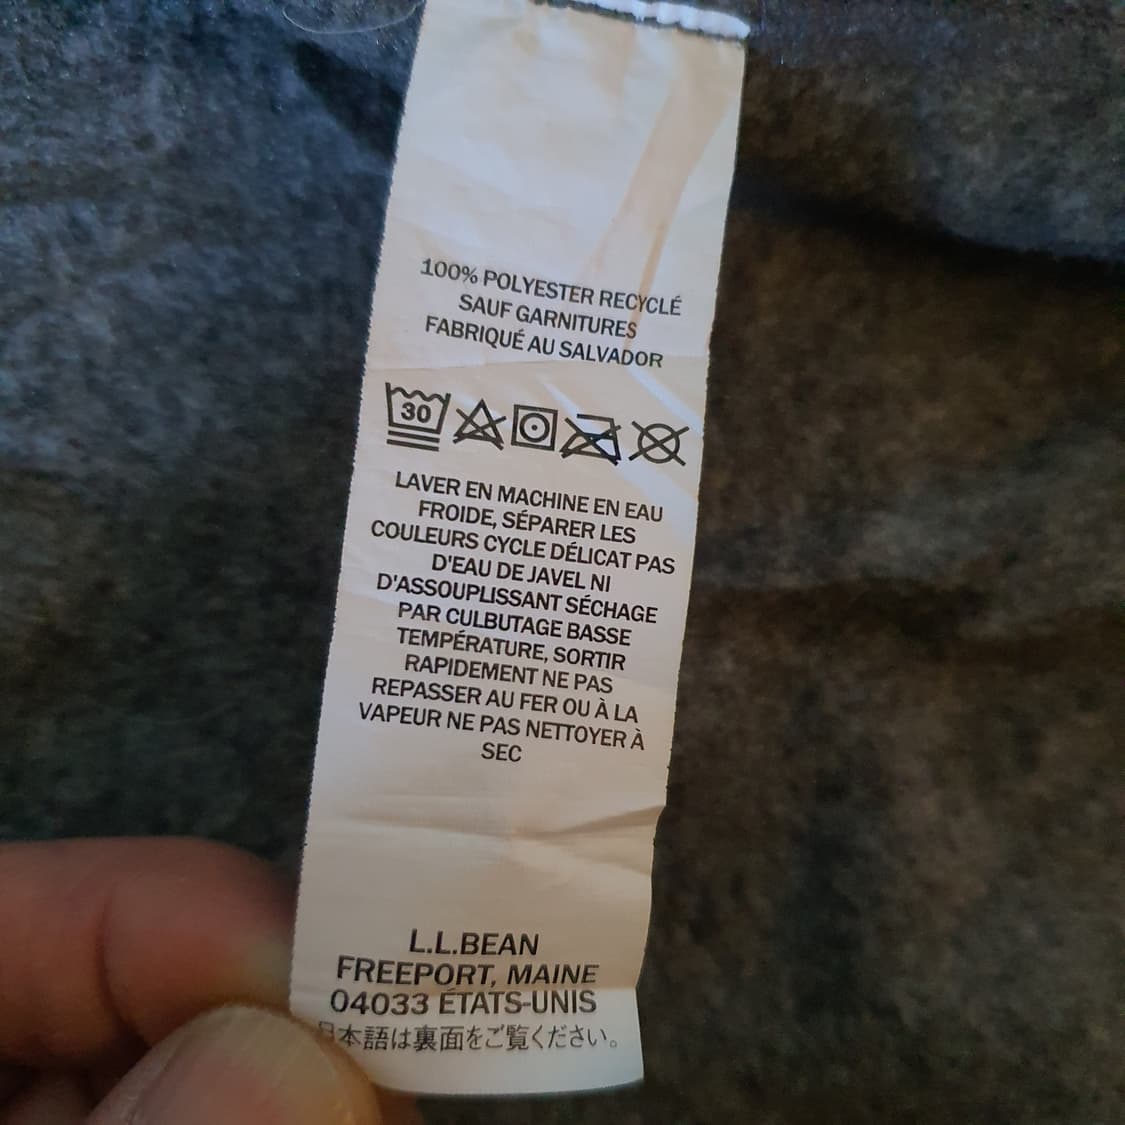 100% POLYESTER RECYCLÉ
SAUF GARNITURES
FABRIQUÉ AU SALVADOR
30
LAVER EN MACHINE EN EAU
FROIDE, SÉPARER LES
COULEURS CYCLE DÉLICAT PAS
D'EAU DE JAVEL NI
D'ASSOUPLISSANT SÉCHAGE
PAR CULBUTAGE BASSE
TEMPÉRATURE, SORTIR
RAPIDEMENT NE PAS
REPASSER AU FER OU À LA
VAPEUR NE PAS NETTOYER À
SEC
L.L.BEAN
FREEPORT, MAINE
04033 ÉTATS-UNIS
日本語は裏面をご覧ください。